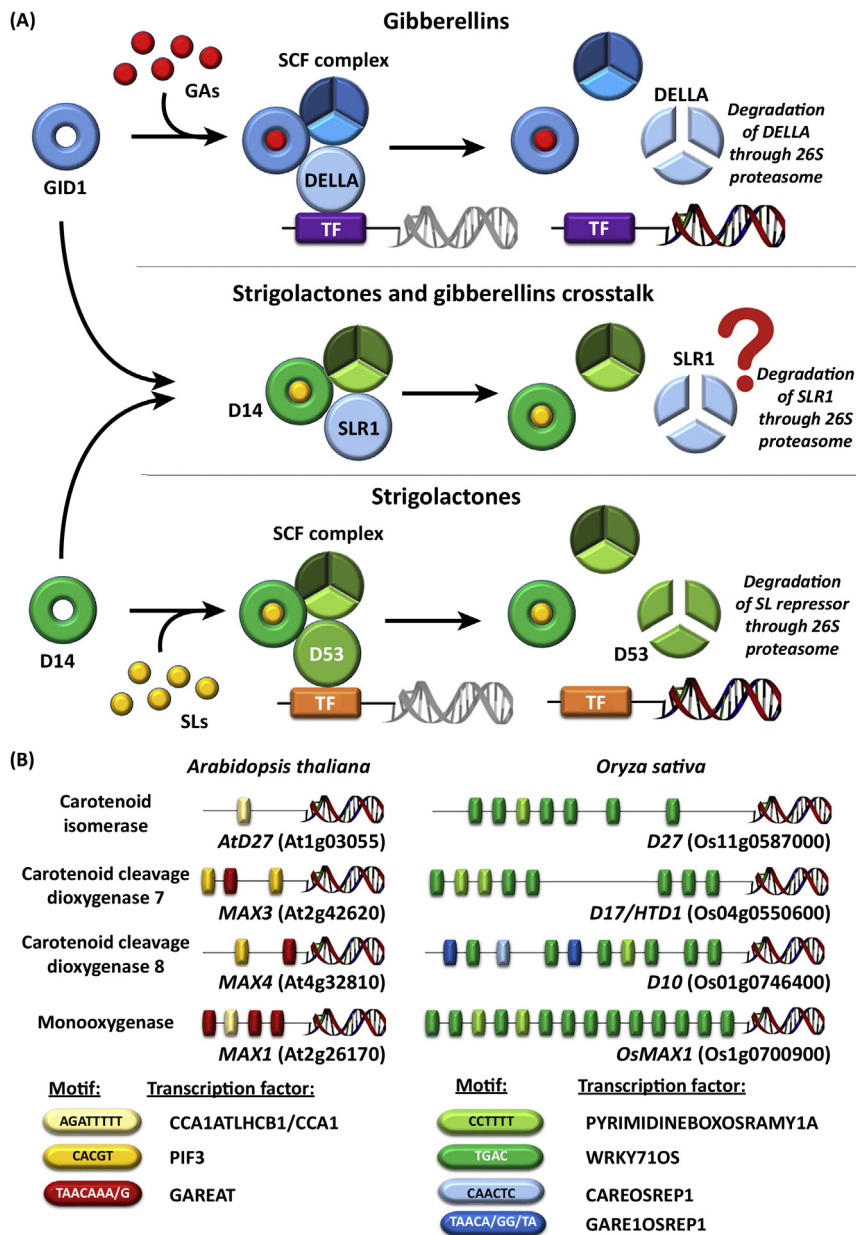 (A)
Gibberellins
GAs
SCF complex
GID1
DELLA
TF
TF
DELLA
Degradation
of DELLA
through 26S
proteasome
Strigolactones and gibberellins crosstalk
D14
SLR1
SLR1
?
Degradation
of SLR1
through 26S
proteasome
Strigolactones
SCF complex
D14
SLs
D53
TF
TF
D53
Degradation
of SL repressor
through 26S
proteasome
(B)
Arabidopsis thaliana
Oryza sativa
Carotenoid
isomerase
AtD27 (At1g03055)
D27 (Os11g0587000)
Carotenoid cleavage
dioxygenase 7
MAX3 (At2g42620)
D17/HTD1 (Os04g0550600)
Carotenoid cleavage
dioxygenase 8
MAX4 (At4g32810)
D10 (Os01g0746400)
Monooxygenase
MAX1 (At2g26170)
OsMAX1 (Os1g0700900)
Motif:
Transcription factor:
AGATTTTT
CCA1ATLHCB1/CCA1
CACGT
PIF3
TAACAAA/G
GAREAT
Motif:
Transcription factor:
CCTTTT
PYRIMIDINEBOXOSRAMY1A
TGAC
WRKY71OS
CAACTC
CAREOSREP1
TAACA/GG/TA
GARE1OSREP1